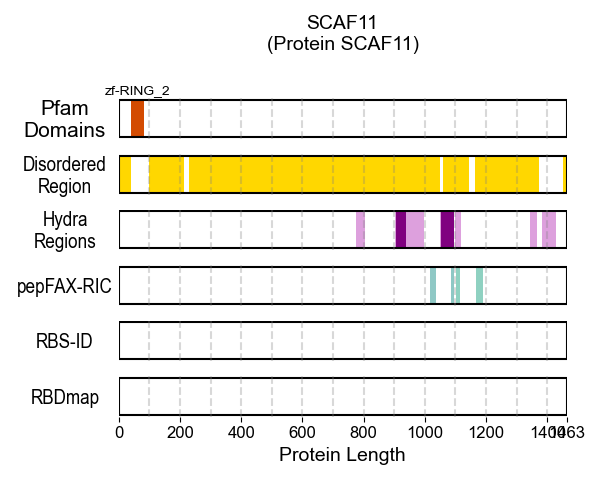 SCAF11
(Protein SCAF11)
zf-RING_2
Pfam
Domains
Disordered
Region
Hydra
Regions
pepFAX-RIC
RBS-ID
RBDmap
0 200 400 600 800 1000 1200 1400 1463
Protein Length